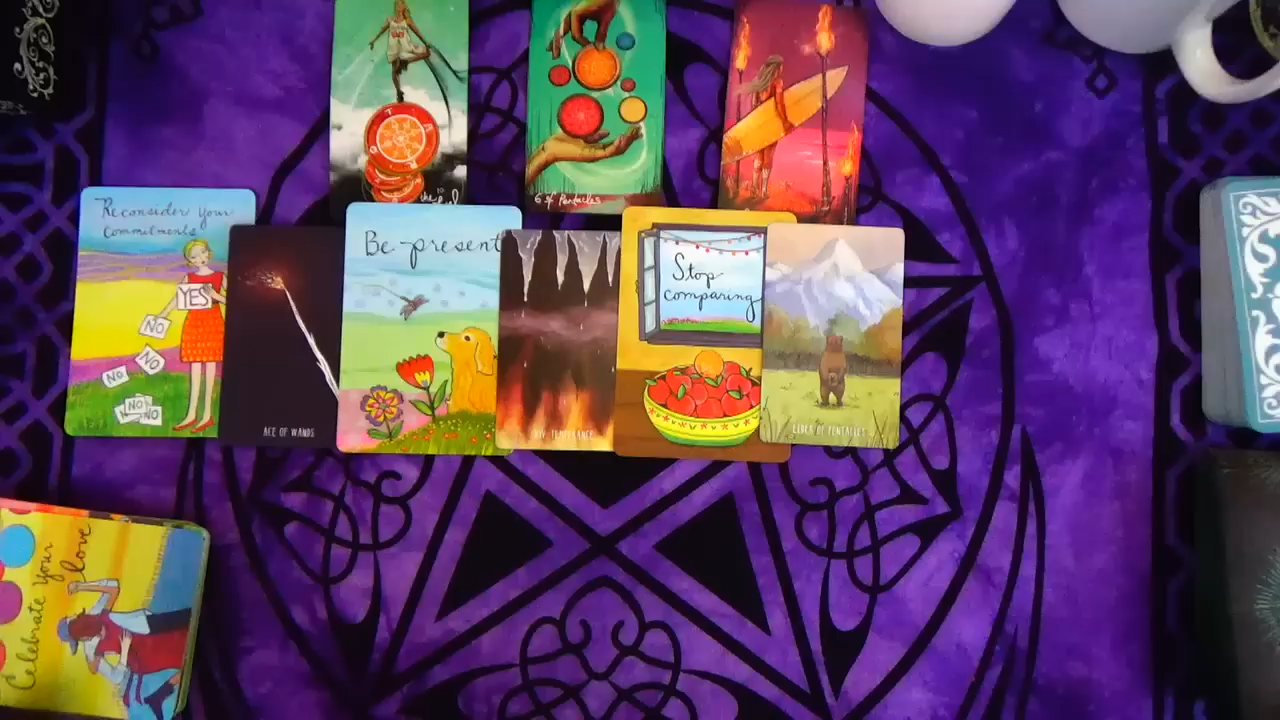 6 of Pentacles
Reconsider your
commitments
YES
NO
NO
NO
NO
NO
ACE OF WANDS
Be present
Stop
comparing
OF PENTACLES
Celebrate your
love